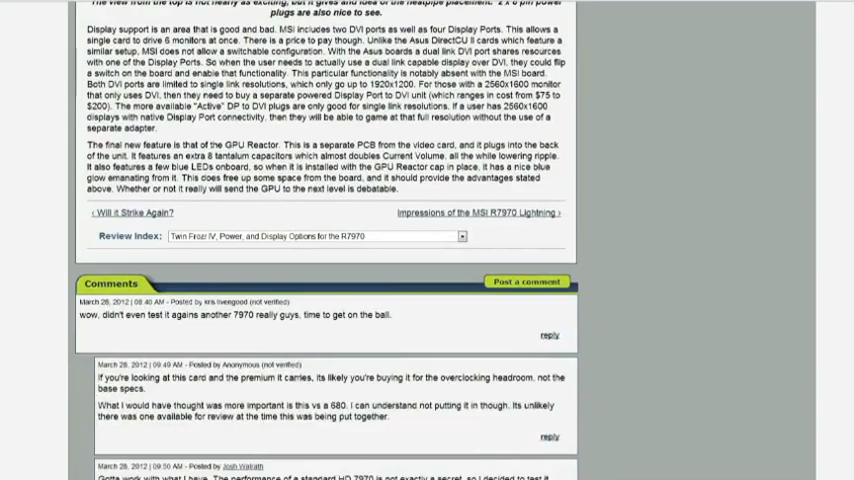 The view from the top is not nearly as exciting, but it gives and idea of the heatpipe placement. 2 x 8 pin power
plugs are also nice to see.
Display support is an area that is good and bad. MSI includes two DVI ports as well as four Display Ports. This allows a
single card to drive 6 monitors at once. There is a price to pay though. Unlike the Asus DirectCU II cards which feature a
similar setup, MSI does not allow a switchable configuration. With the Asus boards a dual link DVI port shares resources
with one of the Display Ports. So when the user needs to actually use a dual link capable display over DVI, they could flip
a switch on the board and enable that functionality. This particular functionality is notably absent with the MSI board.
Both DVI ports are limited to single link resolutions, which only go up to 1920x1200. For those with a 2560x1600 monitor
that only uses DVI, then they need to buy a separate powered Display Port to DVI unit (which ranges in cost from $75 to
$200). The more available "Active" DP to DVI plugs are only good for single link resolutions. If a user has 2560x1600
displays with native Display Port connectivity, then they will be able to game at that full resolution without the use of a
separate adapter.
The final new feature is that of the GPU Reactor. This is a separate PCB from the video card, and it plugs into the back
of the unit. It features an extra 8 tantalum capacitors which almost doubles Current Volume, all the while lowering ripple.
It also features a few blue LEDs onboard, so when it is installed with the GPU Reactor cap in place, it has a nice blue
glow emanating from it. This does free up some space from the board, and it should provide the advantages stated
above. Whether or not it really will send the GPU to the next level is debatable.
‹ Will it Strike Again?
Impressions of the MSI R7970 Lightning ›
Review Index: Twin Frozr IV, Power, and Display Options for the R7970
Comments
Post a comment
March 28, 2012 | 08:40 AM - Posted by kris livengood (not verified)
wow, didn't even test it agains another 7970 really guys, time to get on the ball.
reply
March 28, 2012 | 09:49 AM - Posted by Anonymous (not verified)
If you're looking at this card and the premium it carries, its likely you're buying it for the overclocking headroom, not the
base specs.
What I would have thought was more important is this vs a 680. I can understand not putting it in though. Its unlikely
there was one available for review at the time this was being put together.
reply
March 28, 2012 | 09:50 AM - Posted by Josh Walrath
Gotta work with what I have. The performance of a standard HD 7970 is not exactly a secret, so I decided to test it